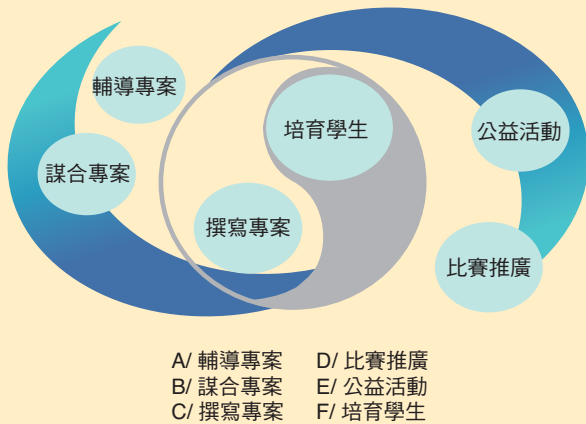 輔導專案
培育學生
公益活動
謀合專案
撰寫專案
比賽推廣
A/ 輔導專案 D/ 比賽推廣
B/ 謀合專案 E/ 公益活動
C/ 撰寫專案 F/ 培育學生